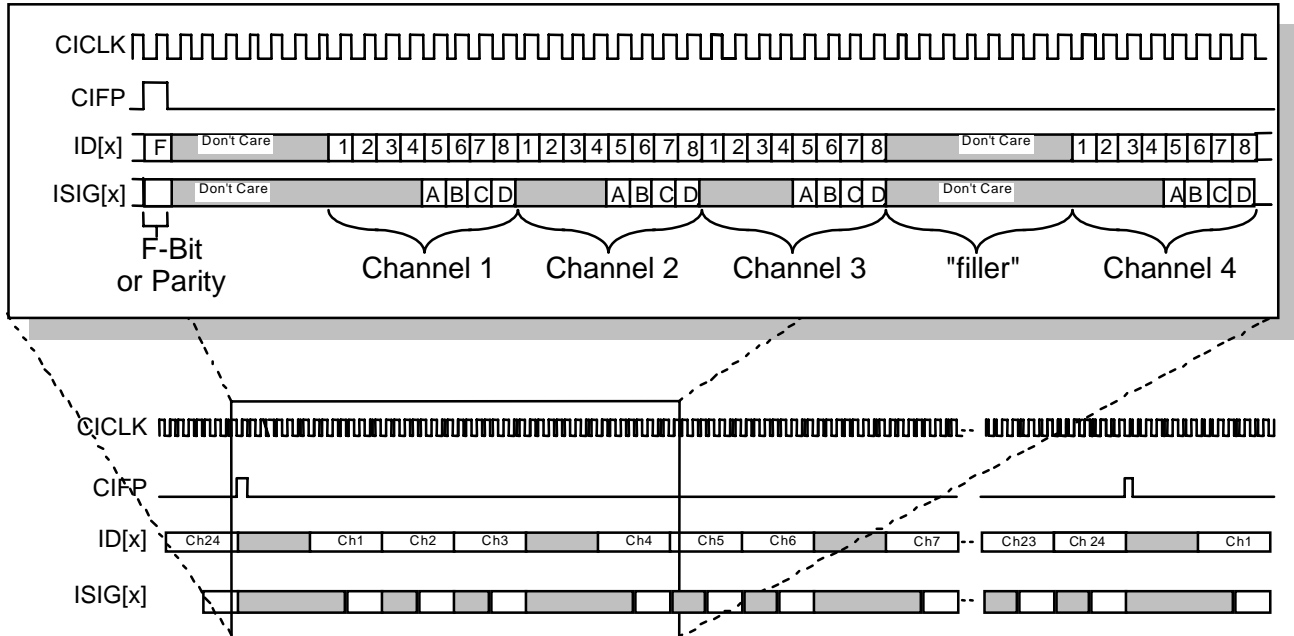 CICLK
CIFP
ID[x] F Don't Care 1 2 3 4 5 6 7 8 1 2 3 4 5 6 7 8 1 2 3 4 5 6 7 8 Don't Care 1 2 3 4 5 6 7 8
ISIG[x] Don't Care A B C D A B C D A B C D Don't Care A B C D
F-Bit
or Parity
Channel 1 Channel 2 Channel 3 "filler" Channel 4
CICLK
CIFP
ID[x] Ch24 Ch1 Ch2 Ch3 Ch4 Ch5 Ch6 Ch7 Ch23 Ch 24 Ch1
ISIG[x]